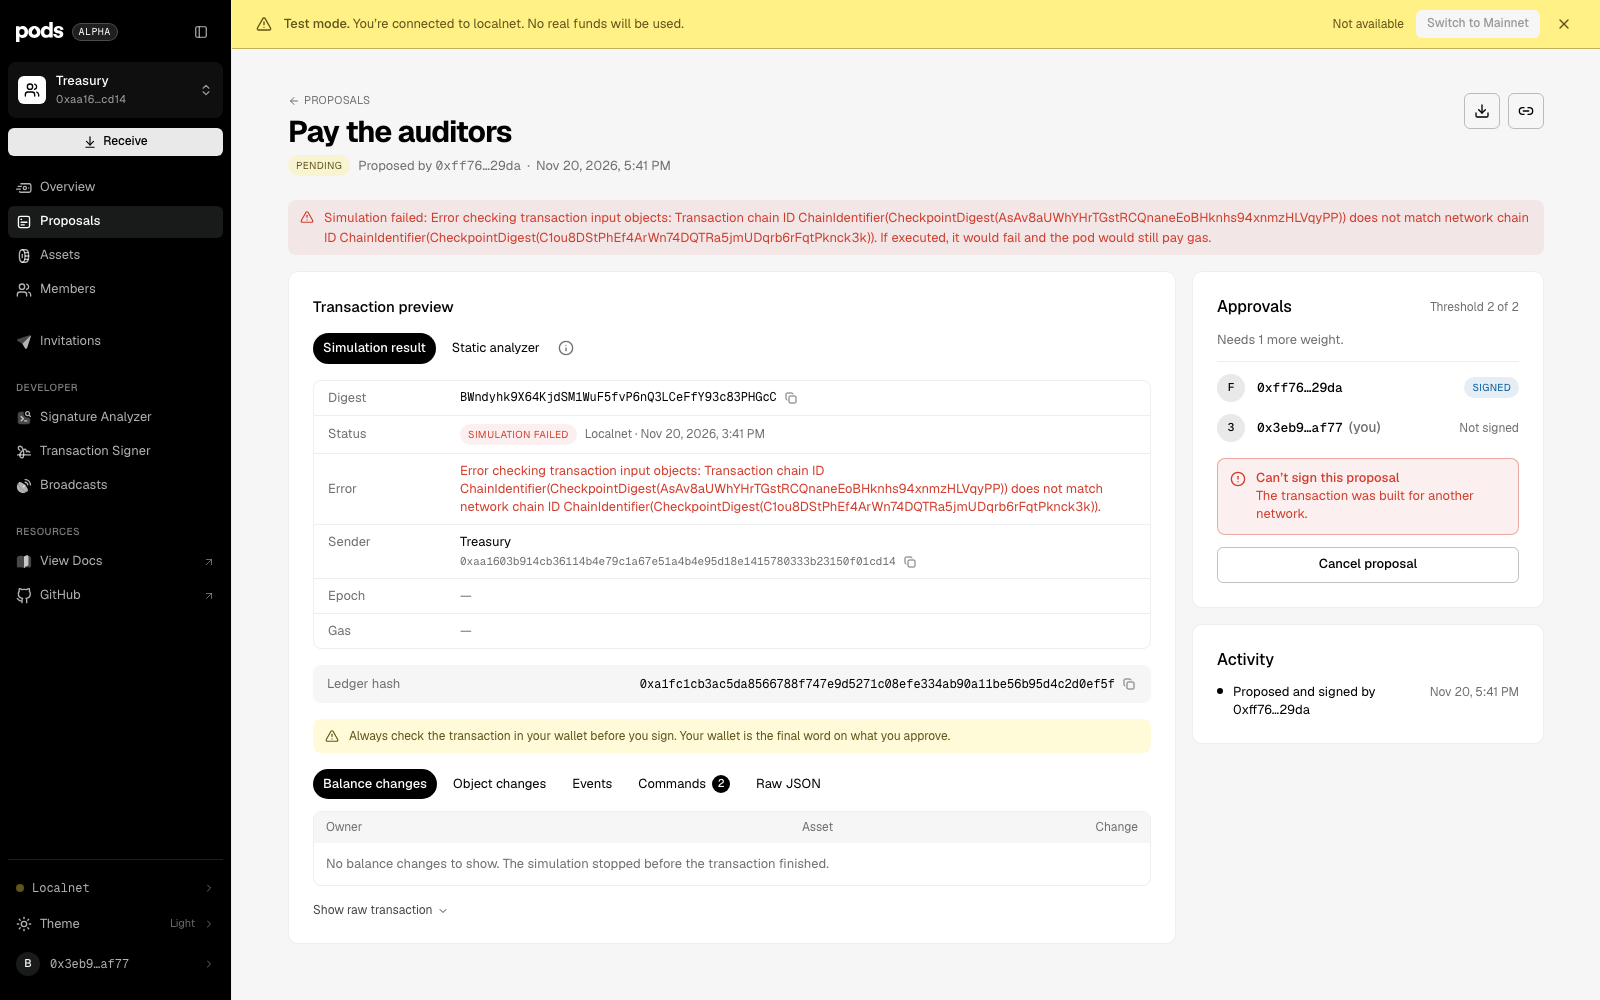 pods ALPHA
Treasury
0xaa16…cd14
Receive
Overview
Proposals
Assets
Members
Invitations
DEVELOPER
Signature Analyzer
Transaction Signer
Broadcasts
RESOURCES
View Docs
GitHub
Localnet
Theme Light
B 0x3eb9…af77
Test mode. You're connected to localnet. No real funds will be used.
Not available Switch to Mainnet
← PROPOSALS
Pay the auditors
PENDING Proposed by 0xff76…29da · Nov 20, 2026, 5:41 PM
Simulation failed: Error checking transaction input objects: Transaction chain ID ChainIdentifier(CheckpointDigest(AsAv8aUWhYHrTGstRCQnaneEoBHknhs94xnmzHLVqyPP)) does not match network chain
ID ChainIdentifier(CheckpointDigest(C1ou8DStPhEf4ArWn74DQTRa5jmUDqrb6rFqtPknck3k)). If executed, it would fail and the pod would still pay gas.
Transaction preview
Simulation result Static analyzer
Digest BWndyhk9X64KjdSM1WuF5fvP6nQ3LCeFfY93c83PHGcC
Status SIMULATION FAILED Localnet · Nov 20, 2026, 3:41 PM
Error
Error checking transaction input objects: Transaction chain ID
ChainIdentifier(CheckpointDigest(AsAv8aUWhYHrTGstRCQnaneEoBHknhs94xnmzHLVqyPP)) does not match
network chain ID ChainIdentifier(CheckpointDigest(C1ou8DStPhEf4ArWn74DQTRa5jmUDqrb6rFqtPknck3k)).
Sender Treasury
0xaa1603b914cb36114b4e79c1a67e51a4b4e95d18e1415780333b23150f01cd14
Epoch —
Gas —
Ledger hash 0xa1fc1cb3ac5da8566788f747e9d5271c08efe334ab90a11be56b95d4c2d0ef5f
Always check the transaction in your wallet before you sign. Your wallet is the final word on what you approve.
Balance changes Object changes Events Commands 2 Raw JSON
Owner Asset Change
No balance changes to show. The simulation stopped before the transaction finished.
Show raw transaction
Approvals Threshold 2 of 2
Needs 1 more weight.
F 0xff76…29da SIGNED
3 0x3eb9…af77 (you) Not signed
Can't sign this proposal
The transaction was built for another
network.
Cancel proposal
Activity
Proposed and signed by Nov 20, 5:41 PM
0xff76…29da